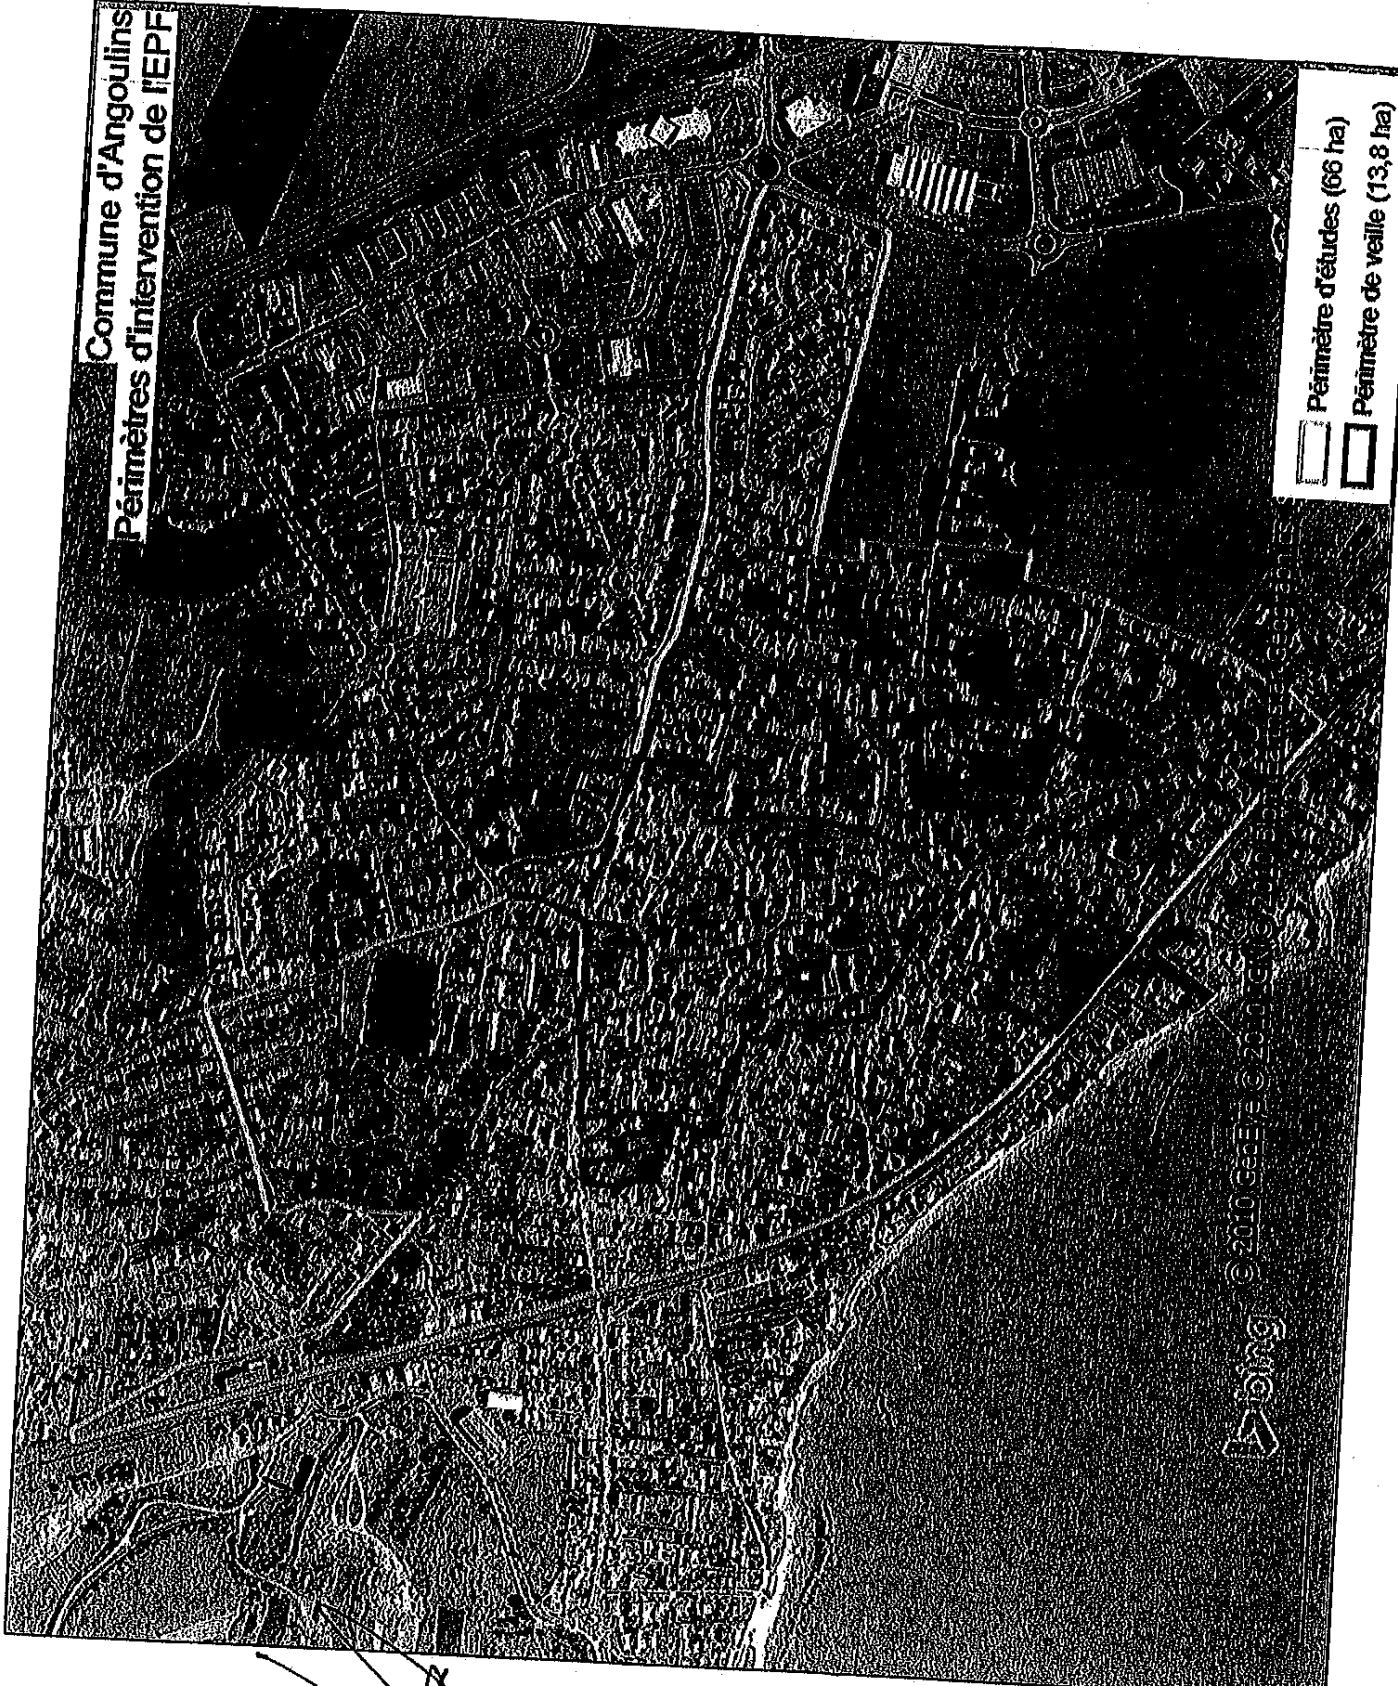 Commune d'Angoulins
Périmètres d'intervention de l'EPF
Périmètre d'études (66 ha)
Périmètre de veille (13,8 ha)
bing
© 2010